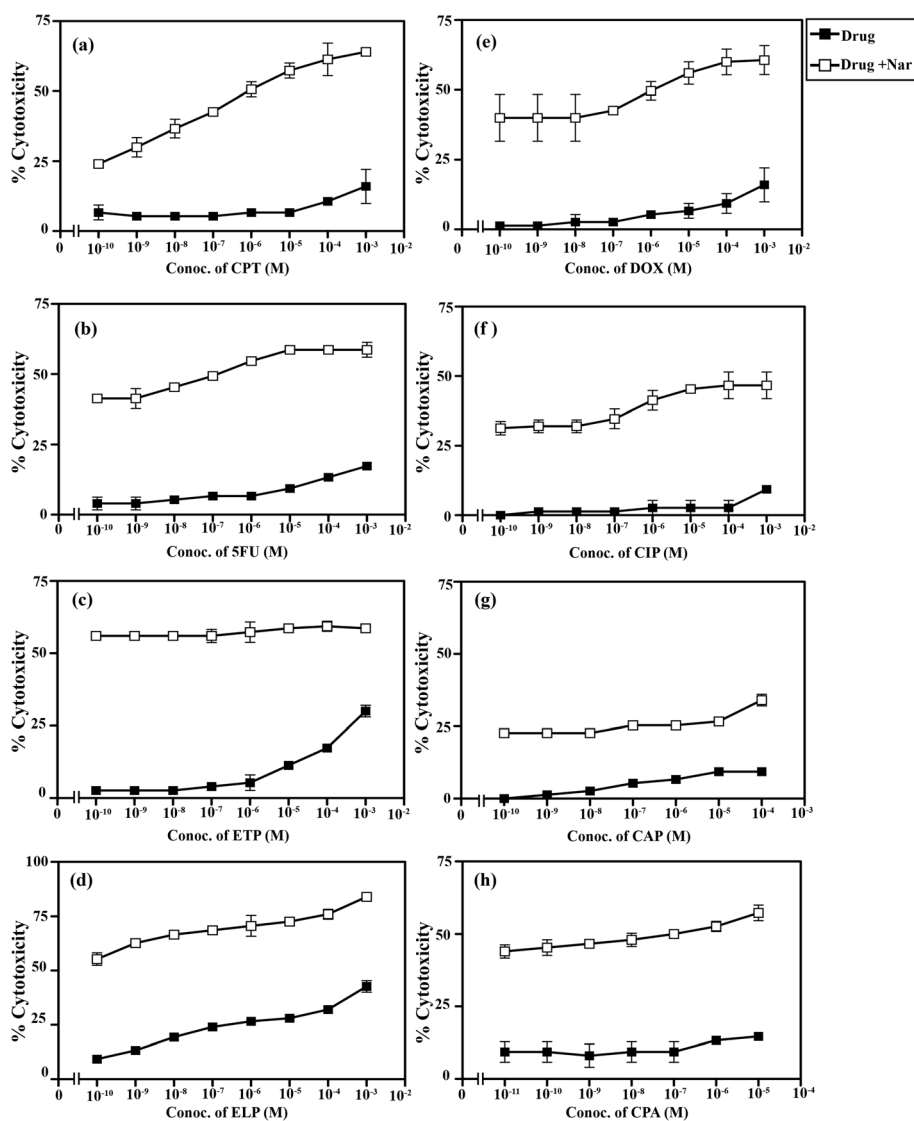 Drug
Drug +Nar
(a)
% Cytotoxicity
75
50
25
0
0
10-10 10-9 10-8 10-7 10-6 10-5 10-4 10-3 10-2
Conoc. of CPT (M)
(e)
% Cytotoxicity
75
50
25
0
0
10-10 10-9 10-8 10-7 10-6 10-5 10-4 10-3 10-2
Conoc. of DOX (M)
(b)
% Cytotoxicity
75
50
25
0
0
10-10 10-9 10-8 10-7 10-6 10-5 10-4 10-3 10-2
Conoc. of 5FU (M)
(f)
% Cytotoxicity
75
50
25
0
0
10-10 10-9 10-8 10-7 10-6 10-5 10-4 10-3 10-2
Conoc. of CIP (M)
(c)
% Cytotoxicity
75
50
25
0
0
10-10 10-9 10-8 10-7 10-6 10-5 10-4 10-3 10-2
Conoc. of ETP (M)
(g)
% Cytotoxicity
75
50
25
0
0
10-10 10-9 10-8 10-7 10-6 10-5 10-4 10-3
Conoc. of CAP (M)
(d)
% Cytotoxicity
100
75
50
25
0
0
10-10 10-9 10-8 10-7 10-6 10-5 10-4 10-3 10-2
Conoc. of ELP (M)
(h)
% Cytotoxicity
75
50
25
0
0
10-11 10-10 10-9 10-8 10-7 10-6 10-5 10-4
Conoc. of CPA (M)